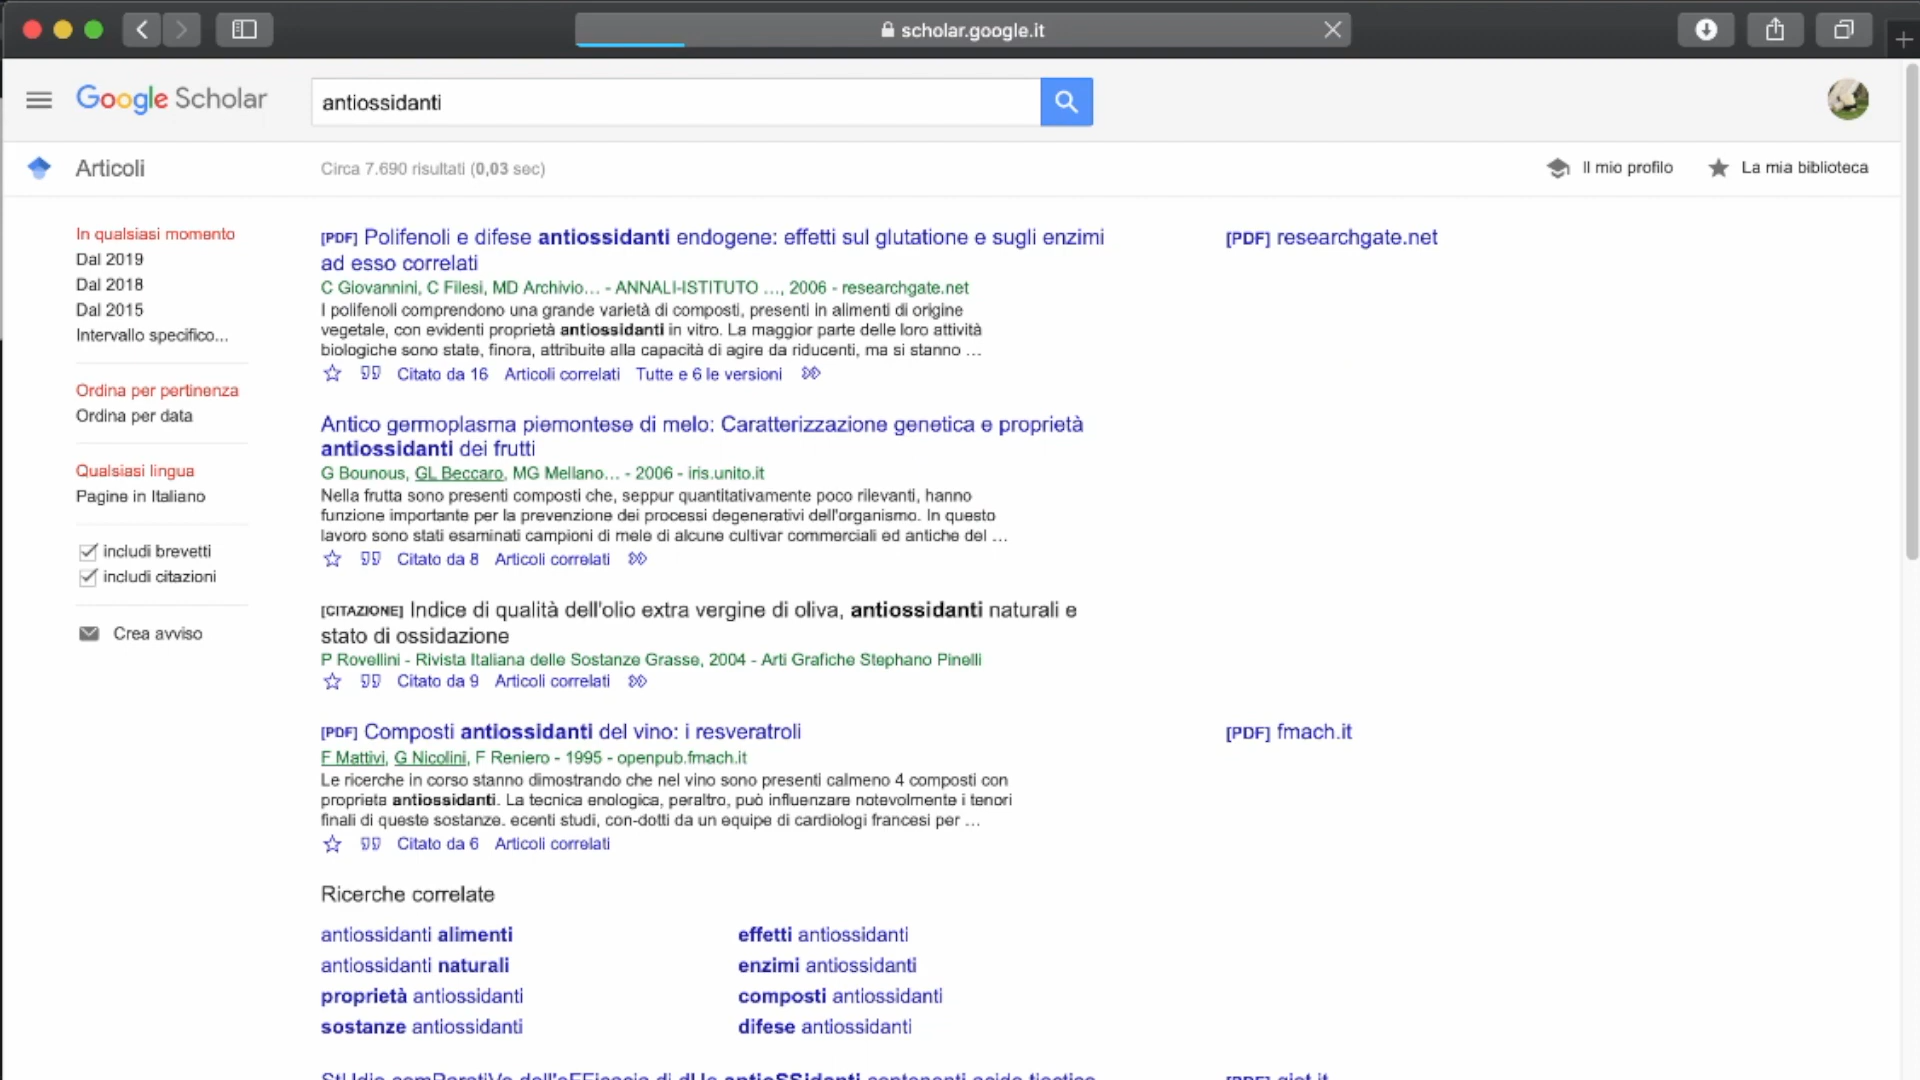 scholar.google.it
Google Scholar
antiossidanti
Articoli
Circa 7.690 risultati (0,03 sec)
Il mio profilo
La mia biblioteca
In qualsiasi momento
Dal 2019
Dal 2018
Dal 2015
Intervallo specifico...
Ordina per pertinenza
Ordina per data
Qualsiasi lingua
Pagine in Italiano
includi brevetti
includi citazioni
Crea avviso
[PDF] Polifenoli e difese antiossidanti endogene: effetti sul glutatione e sugli enzimi
ad esso correlati
C Giovannini, C Filesi, MD Archivio... - ANNALI-ISTITUTO ..., 2006 - researchgate.net
I polifenoli comprendono una grande varietà di composti, presenti in alimenti di origine
vegetale, con evidenti proprietà antiossidanti in vitro. La maggior parte delle loro attività
biologiche sono state, finora, attribuite alla capacità di agire da riducenti, ma si stanno ...
Citato da 16 Articoli correlati Tutte e 6 le versioni
[PDF] researchgate.net
Antico germoplasma piemontese di melo: Caratterizzazione genetica e proprietà
antiossidanti dei frutti
G Bounous, GL Beccaro, MG Mellano... - 2006 - iris.unito.it
Nella frutta sono presenti composti che, seppur quantitativamente poco rilevanti, hanno
funzione importante per la prevenzione dei processi degenerativi dell'organismo. In questo
lavoro sono stati esaminati campioni di mele di alcune cultivar commerciali ed antiche del ...
Citato da 8 Articoli correlati
[CITAZIONE] Indice di qualità dell'olio extra vergine di oliva, antiossidanti naturali e
stato di ossidazione
P Rovellini - Rivista Italiana delle Sostanze Grasse, 2004 - Arti Grafiche Stephano Pinelli
Citato da 9 Articoli correlati
[PDF] Composti antiossidanti del vino: i resveratroli
F Mattivi, G Nicolini, F Reniero - 1995 - openpub.fmach.it
Le ricerche in corso stanno dimostrando che nel vino sono presenti calmeno 4 composti con
proprieta antiossidanti. La tecnica enologica, peraltro, può influenzare notevolmente i tenori
finali di queste sostanze. ecenti studi, con-dotti da un equipe di cardiologi francesi per ...
Citato da 6 Articoli correlati
[PDF] fmach.it
Ricerche correlate
antiossidanti alimenti
antiossidanti naturali
proprietà antiossidanti
sostanze antiossidanti
effetti antiossidanti
enzimi antiossidanti
composti antiossidanti
difese antiossidanti
StUdio comParatiVo dell'eFFicacia di dUe antioSSidanti contenenti acido tioctico